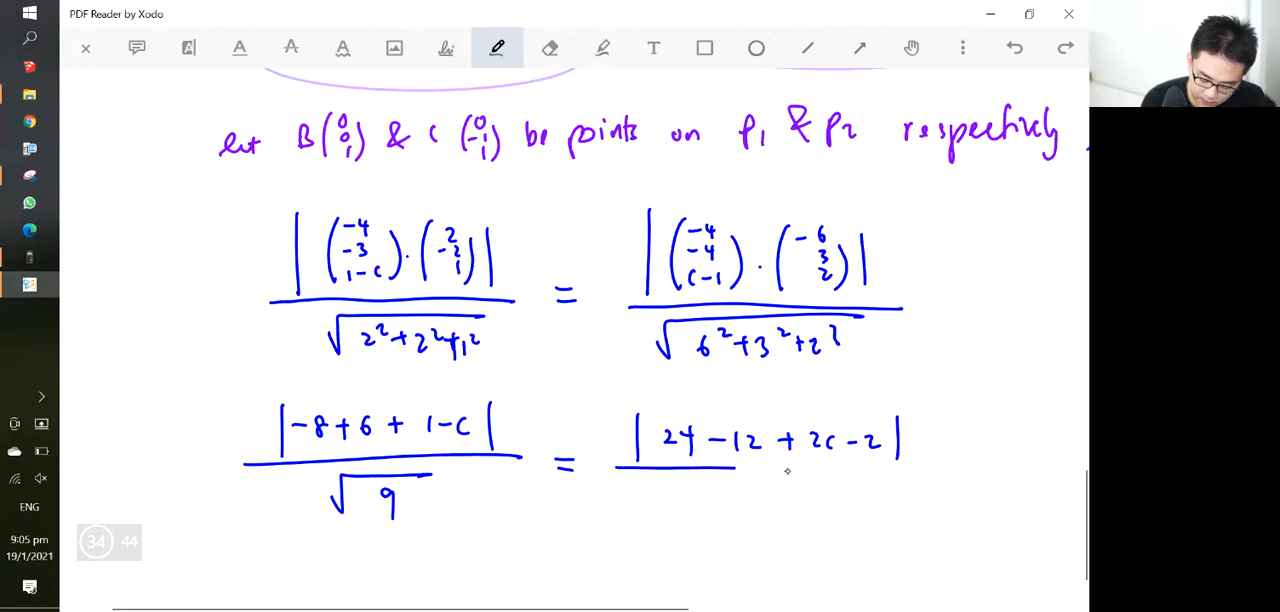 PDF Reader by Xodo
let B (0 0 1) & C (0 -1 1) be points on p1 & p2 respectively.
|(-4 -3 1-c) · (2 -2 1)| / √(2² + 2² + 1²) = |(-4 -4 c-1) · (-6 3 2)| / √(6² + 3² + 2²)
|-8 + 6 + 1-c| / √9 = |24 - 12 + 2c - 2|
34 44
ENG
9:05 pm
19/1/2021